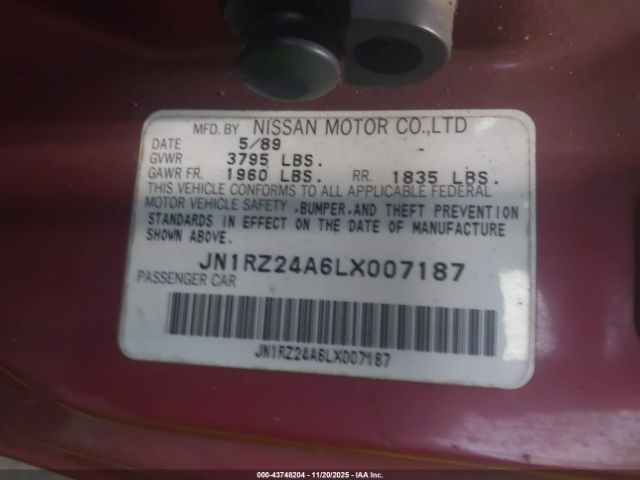 MFD. BY NISSAN MOTOR CO.,LTD
DATE 5/89
GVWR 3795 LBS.
GAWR FR. 1960 LBS. RR. 1835 LBS.
THIS VEHICLE CONFORMS TO ALL APPLICABLE FEDERAL
MOTOR VEHICLE SAFETY ,BUMPER,AND THEFT PREVENTION
STANDARDS IN EFFECT ON THE DATE OF MANUFACTURE
SHOWN ABOVE.
JN1RZ24A6LX007187
PASSENGER CAR
JN1RZ24A6LX007187
000-43748204 - 11/20/2025 - IAA Inc.